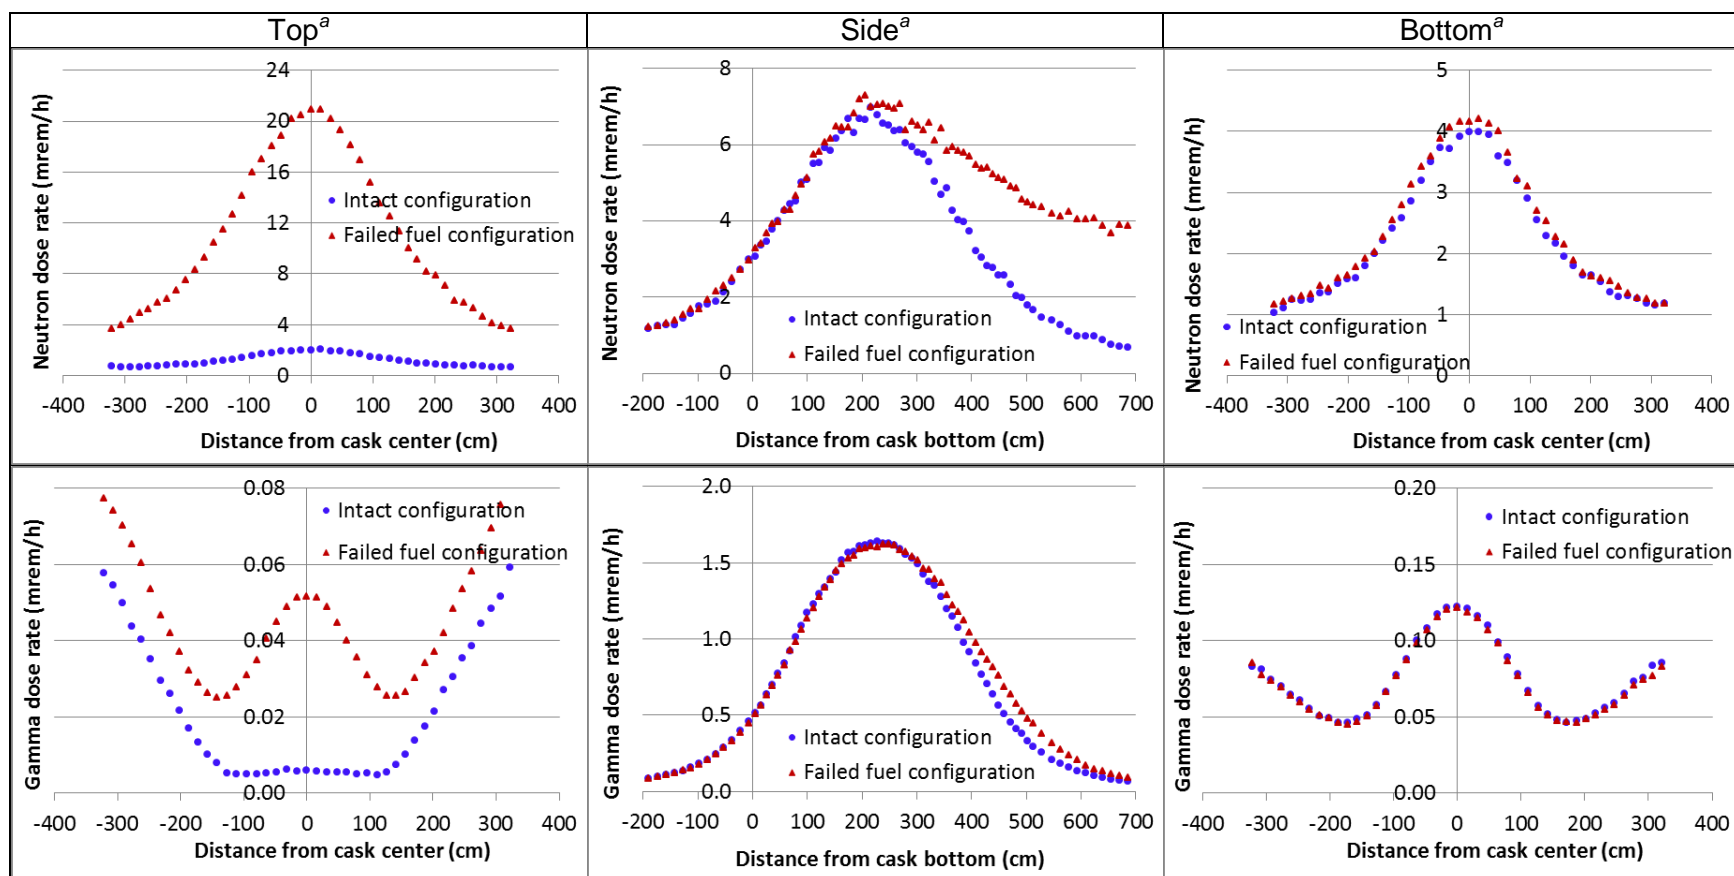 Topᵃ
Sideᵃ
Bottomᵃ
Neutron dose rate (mrem/h)
24
20
16
12
8
4
0
Intact configuration
Failed fuel configuration
-400 -300 -200 -100 0 100 200 300 400
Distance from cask center (cm)
Neutron dose rate (mrem/h)
8
6
4
2
0
Intact configuration
Failed fuel configuration
-200 -100 0 100 200 300 400 500 600 700
Distance from cask bottom (cm)
Neutron dose rate (mrem/h)
5
4
3
2
1
0
Intact configuration
Failed fuel configuration
-400 -300 -200 -100 0 100 200 300 400
Distance from cask center (cm)
Gamma dose rate (mrem/h)
0.08
0.06
0.04
0.02
0.00
Intact configuration
Failed fuel configuration
-400 -300 -200 -100 0 100 200 300 400
Distance from cask center (cm)
Gamma dose rate (mrem/h)
2.0
1.5
1.0
0.5
0.0
Intact configuration
Failed fuel configuration
-200 -100 0 100 200 300 400 500 600 700
Distance from cask bottom (cm)
Gamma dose rate (mrem/h)
0.20
0.15
0.10
0.05
0.00
Intact configuration
Failed fuel configuration
-400 -300 -200 -100 0 100 200 300 400
Distance from cask center (cm)